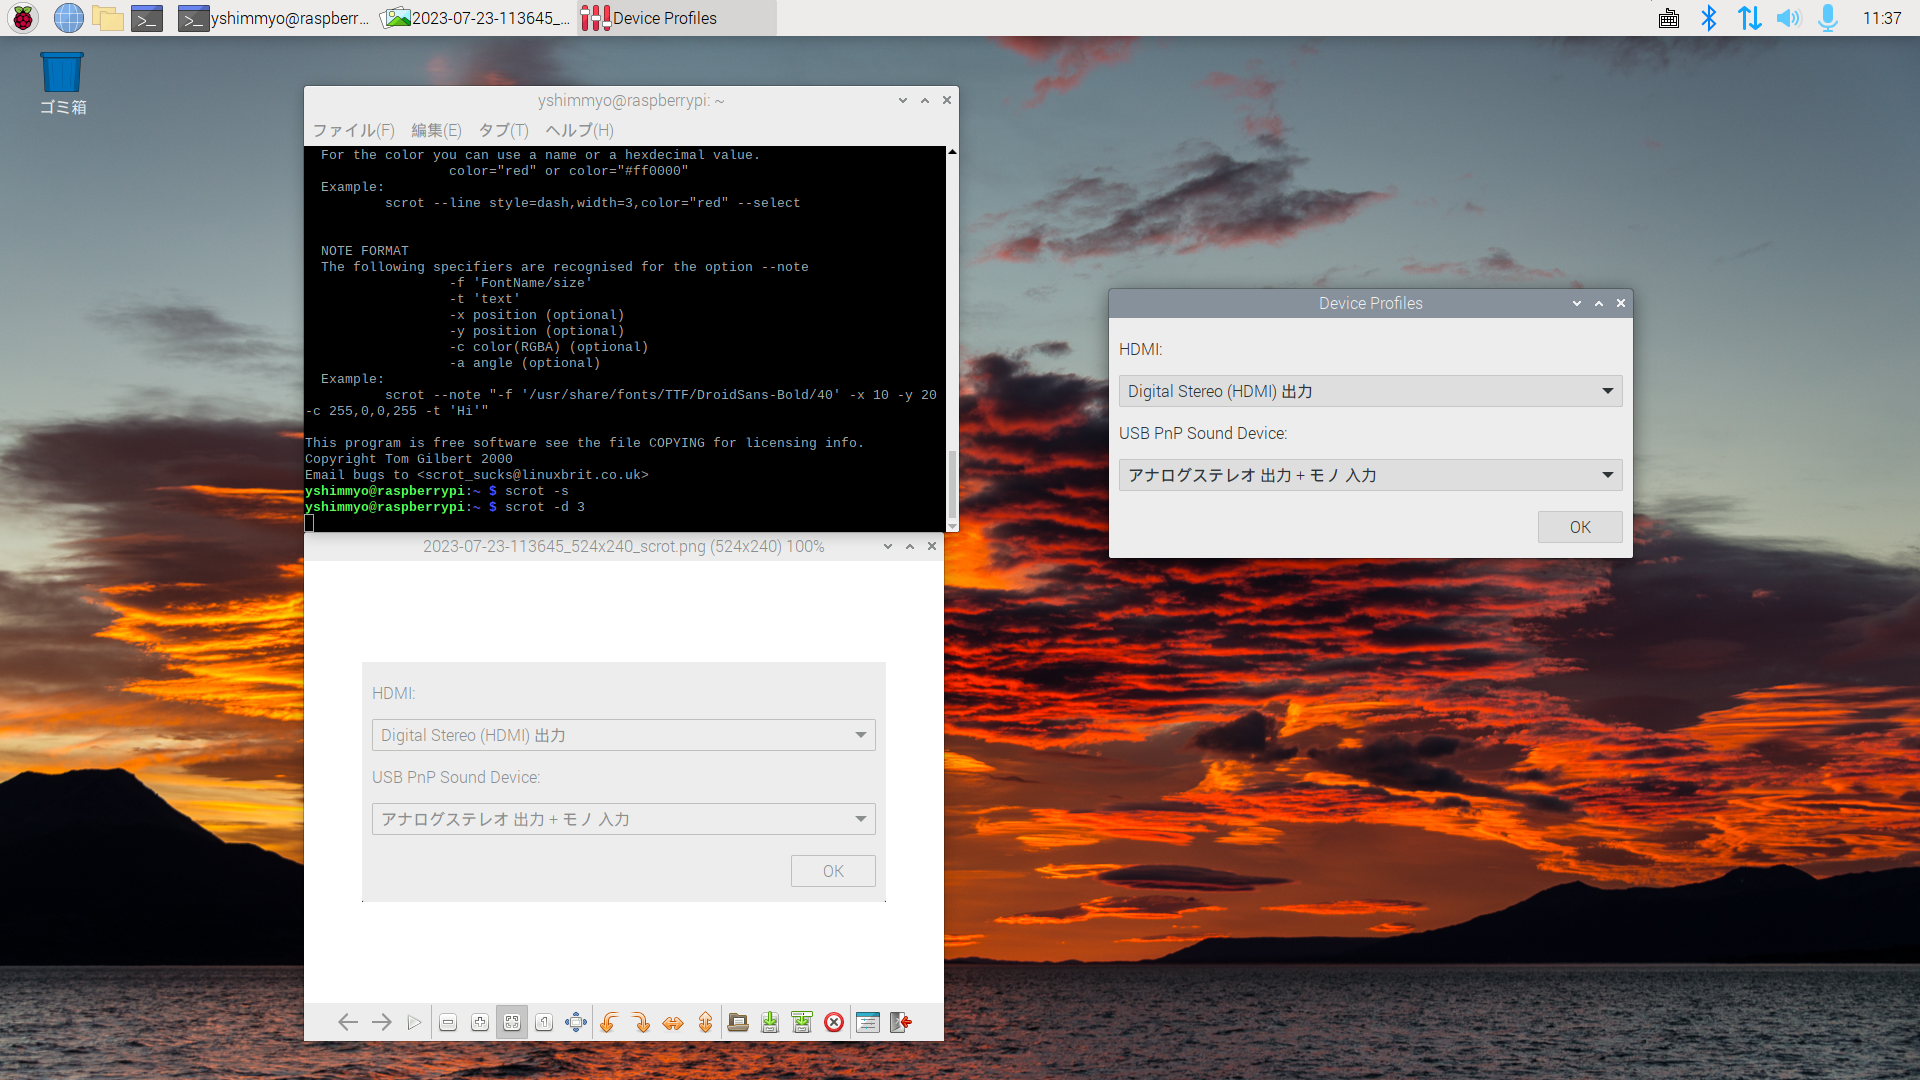 yshimmyo@raspberr...
2023-07-23-113645_...
Device Profiles
11:37
ゴミ箱
yshimmyo@raspberrypi: ~
ファイル(F) 編集(E) タブ(T) ヘルプ(H)
For the color you can use a name or a hexdecimal value.
color="red" or color="#ff0000"
Example:
scrot --line style=dash,width=3,color="red" --select
NOTE FORMAT
The following specifiers are recognised for the option --note
-f 'FontName/size'
-t 'text'
-x position (optional)
-y position (optional)
-c color(RGBA) (optional)
-a angle (optional)
Example:
scrot --note "-f '/usr/share/fonts/TTF/DroidSans-Bold/40' -x 10 -y 20
-c 255,0,0,255 -t 'Hi'"
This program is free software see the file COPYING for licensing info.
Copyright Tom Gilbert 2000
Email bugs to <scrot_sucks@linuxbrit.co.uk>
yshimmyo@raspberrypi:~ $ scrot -s
yshimmyo@raspberrypi:~ $ scrot -d 3
2023-07-23-113645_524x240_scrot.png (524x240) 100%
HDMI:
Digital Stereo (HDMI) 出力
USB PnP Sound Device:
アナログステレオ 出力 + モノ 入力
OK
Device Profiles
HDMI:
Digital Stereo (HDMI) 出力
USB PnP Sound Device:
アナログステレオ 出力 + モノ 入力
OK